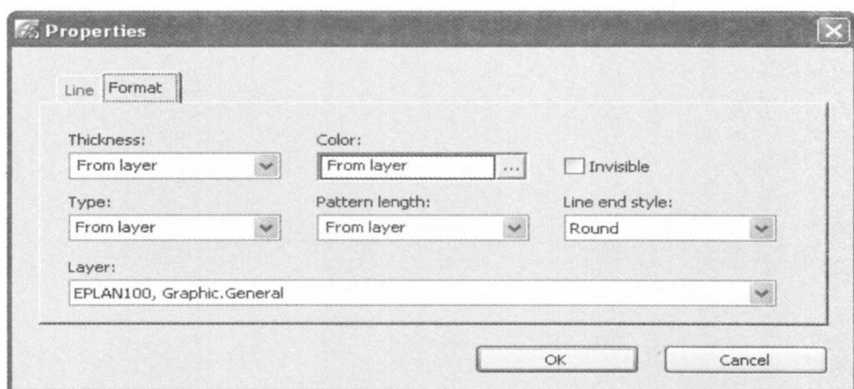 Properties
Line Format
Thickness: Color:
From layer From layer ... Invisible
Type: Pattern length: Line end style:
From layer From layer Round
Layer:
EPLAN100, Graphic.General
OK Cancel